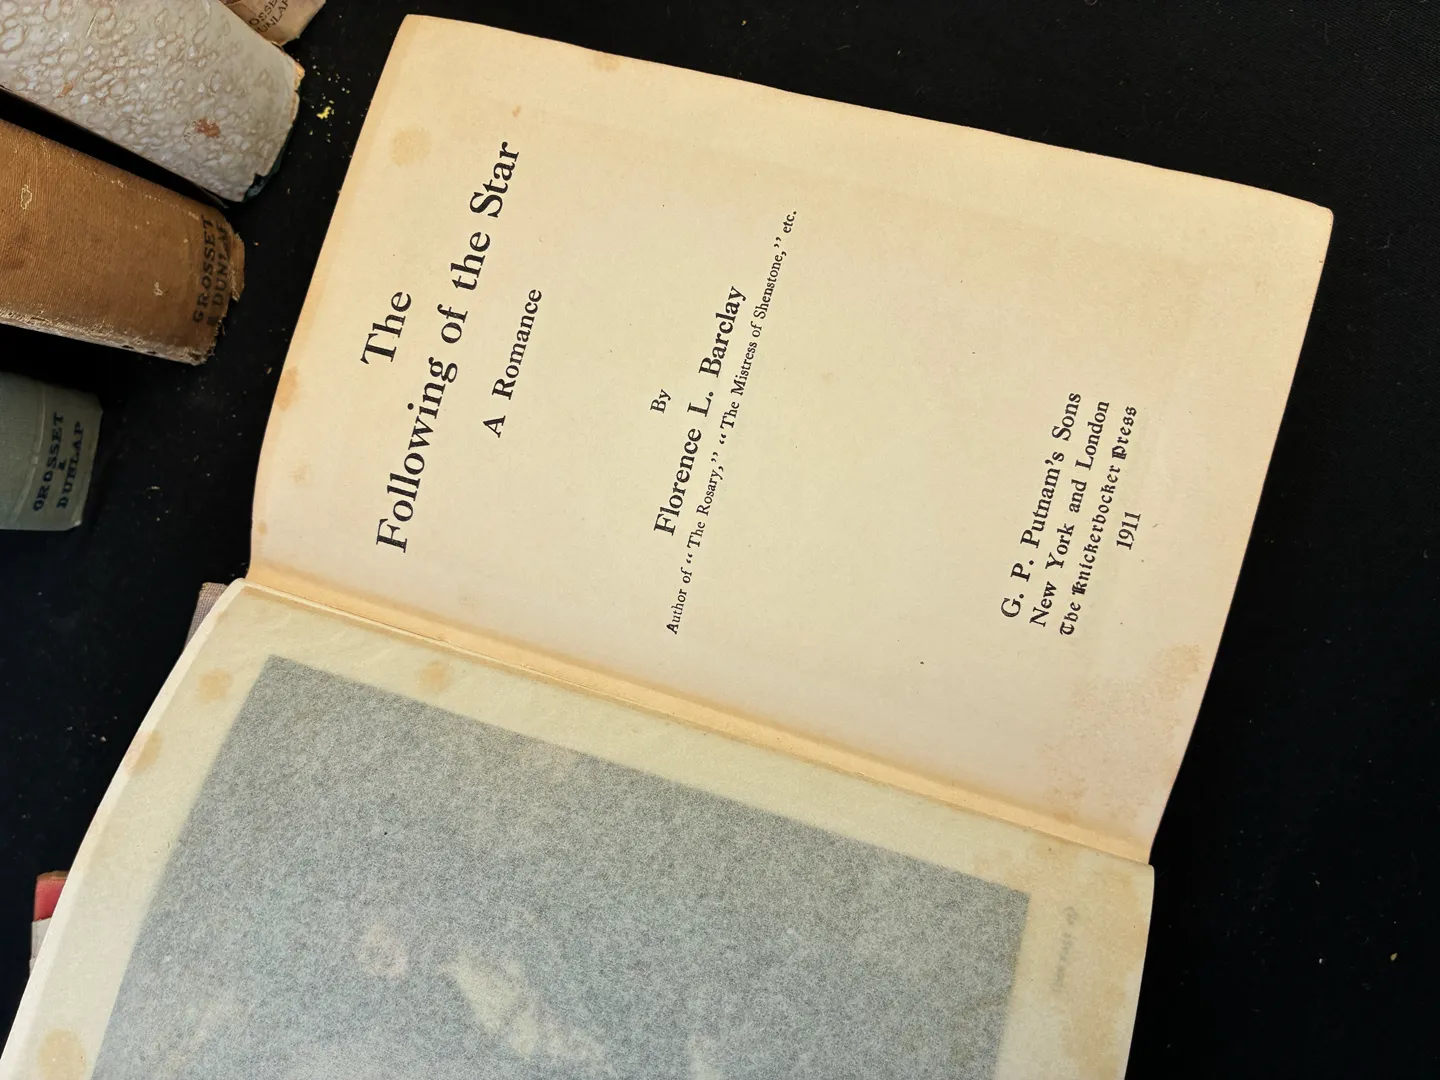 The
Following of the Star
A Romance
By
Florence L. Barclay
Author of “The Rosary,” “The Mistress of Shenstone,” etc.
G. P. Putnam's Sons
New York and London
The Knickerbocker Press
1911
GROSSET
& DUNLAP
GROSSET
&
DUNLAP